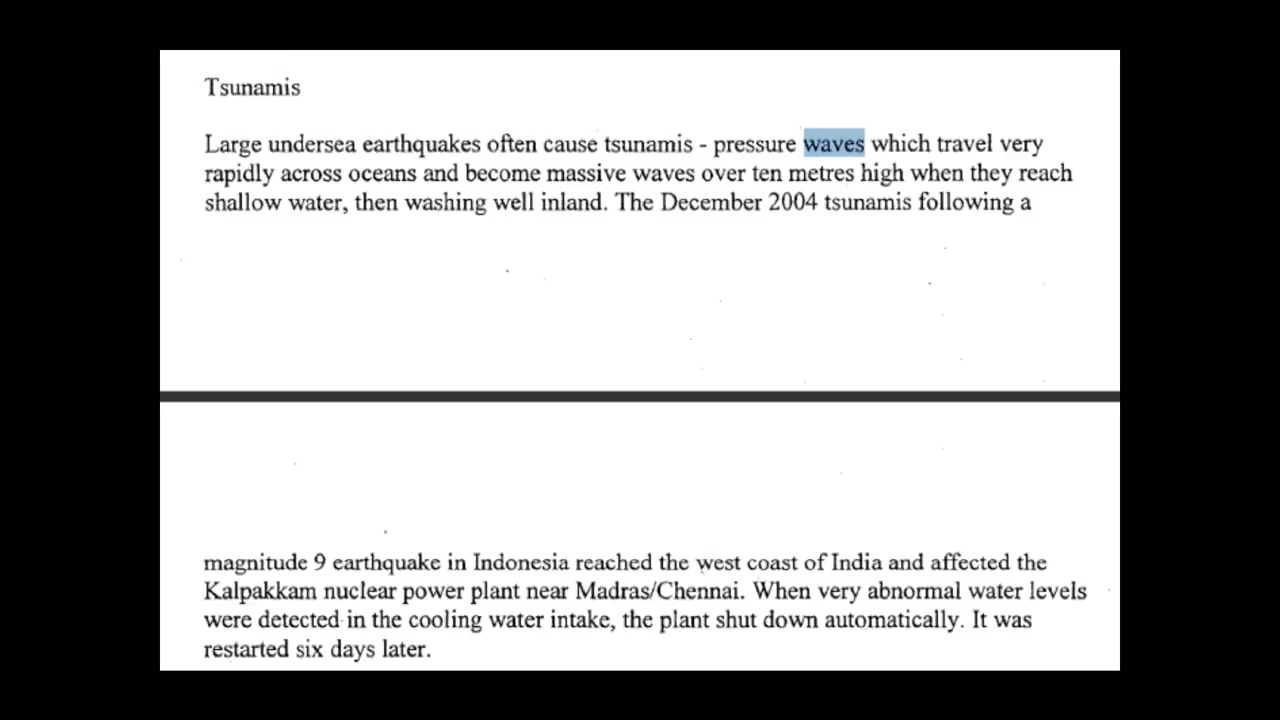 Tsunamis
Large undersea earthquakes often cause tsunamis - pressure waves which travel very
rapidly across oceans and become massive waves over ten metres high when they reach
shallow water, then washing well inland. The December 2004 tsunamis following a
magnitude 9 earthquake in Indonesia reached the west coast of India and affected the
Kalpakkam nuclear power plant near Madras/Chennai. When very abnormal water levels
were detected in the cooling water intake, the plant shut down automatically. It was
restarted six days later.